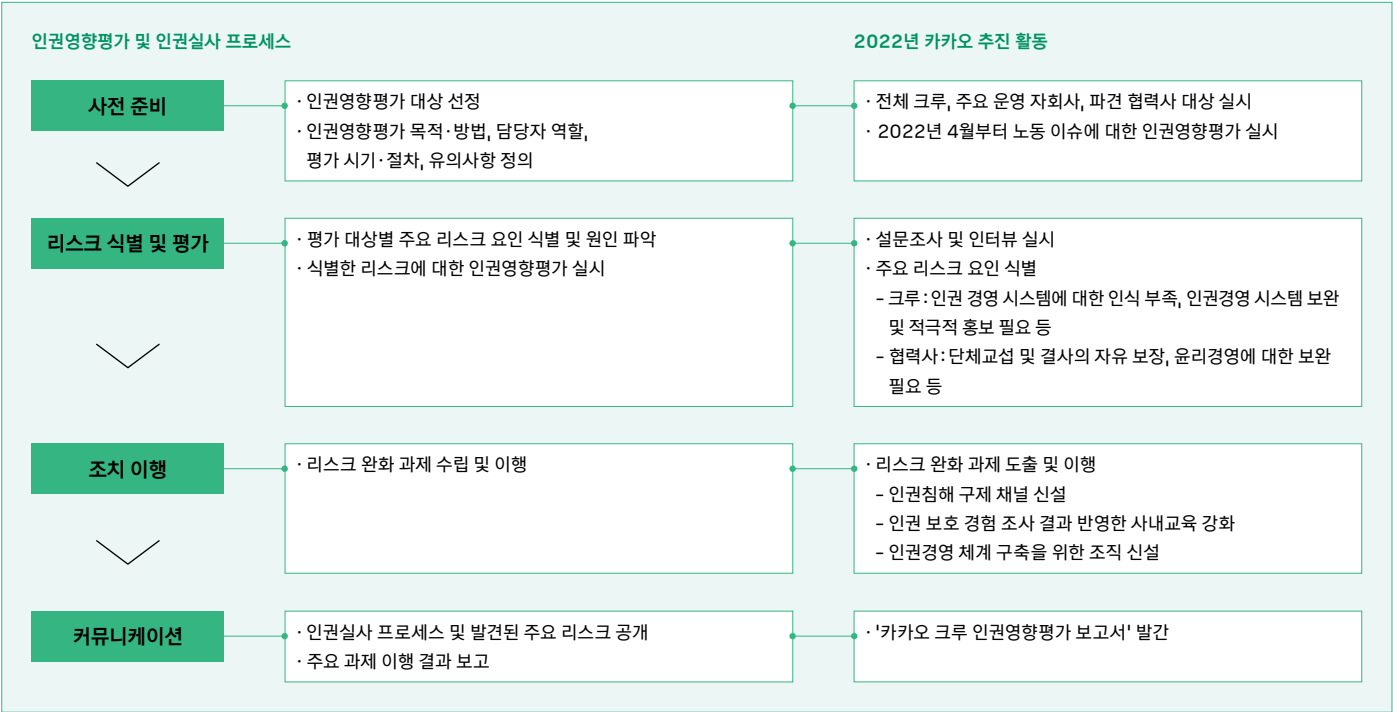 인권영향평가 및 인권실사 프로세스
2022년 카카오 추진 활동
사전 준비
· 인권영향평가 대상 선정
· 인권영향평가 목적·방법, 담당자 역할,
평가 시기·절차, 유의사항 정의
· 전체 크루, 주요 운영 자회사, 파견 협력사 대상 실시
· 2022년 4월부터 노동 이슈에 대한 인권영향평가 실시
리스크 식별 및 평가
· 평가 대상별 주요 리스크 요인 식별 및 원인 파악
· 식별한 리스크에 대한 인권영향평가 실시
· 설문조사 및 인터뷰 실시
· 주요 리스크 요인 식별
- 크루:인권 경영 시스템에 대한 인식 부족, 인권경영 시스템 보완
및 적극적 홍보 필요 등
- 협력사:단체교섭 및 결사의 자유 보장, 윤리경영에 대한 보완
필요 등
조치 이행
· 리스크 완화 과제 수립 및 이행
· 리스크 완화 과제 도출 및 이행
- 인권침해 구제 채널 신설
- 인권 보호 경험 조사 결과 반영한 사내교육 강화
- 인권경영 체계 구축을 위한 조직 신설
커뮤니케이션
· 인권실사 프로세스 및 발견된 주요 리스크 공개
· 주요 과제 이행 결과 보고
· '카카오 크루 인권영향평가 보고서' 발간